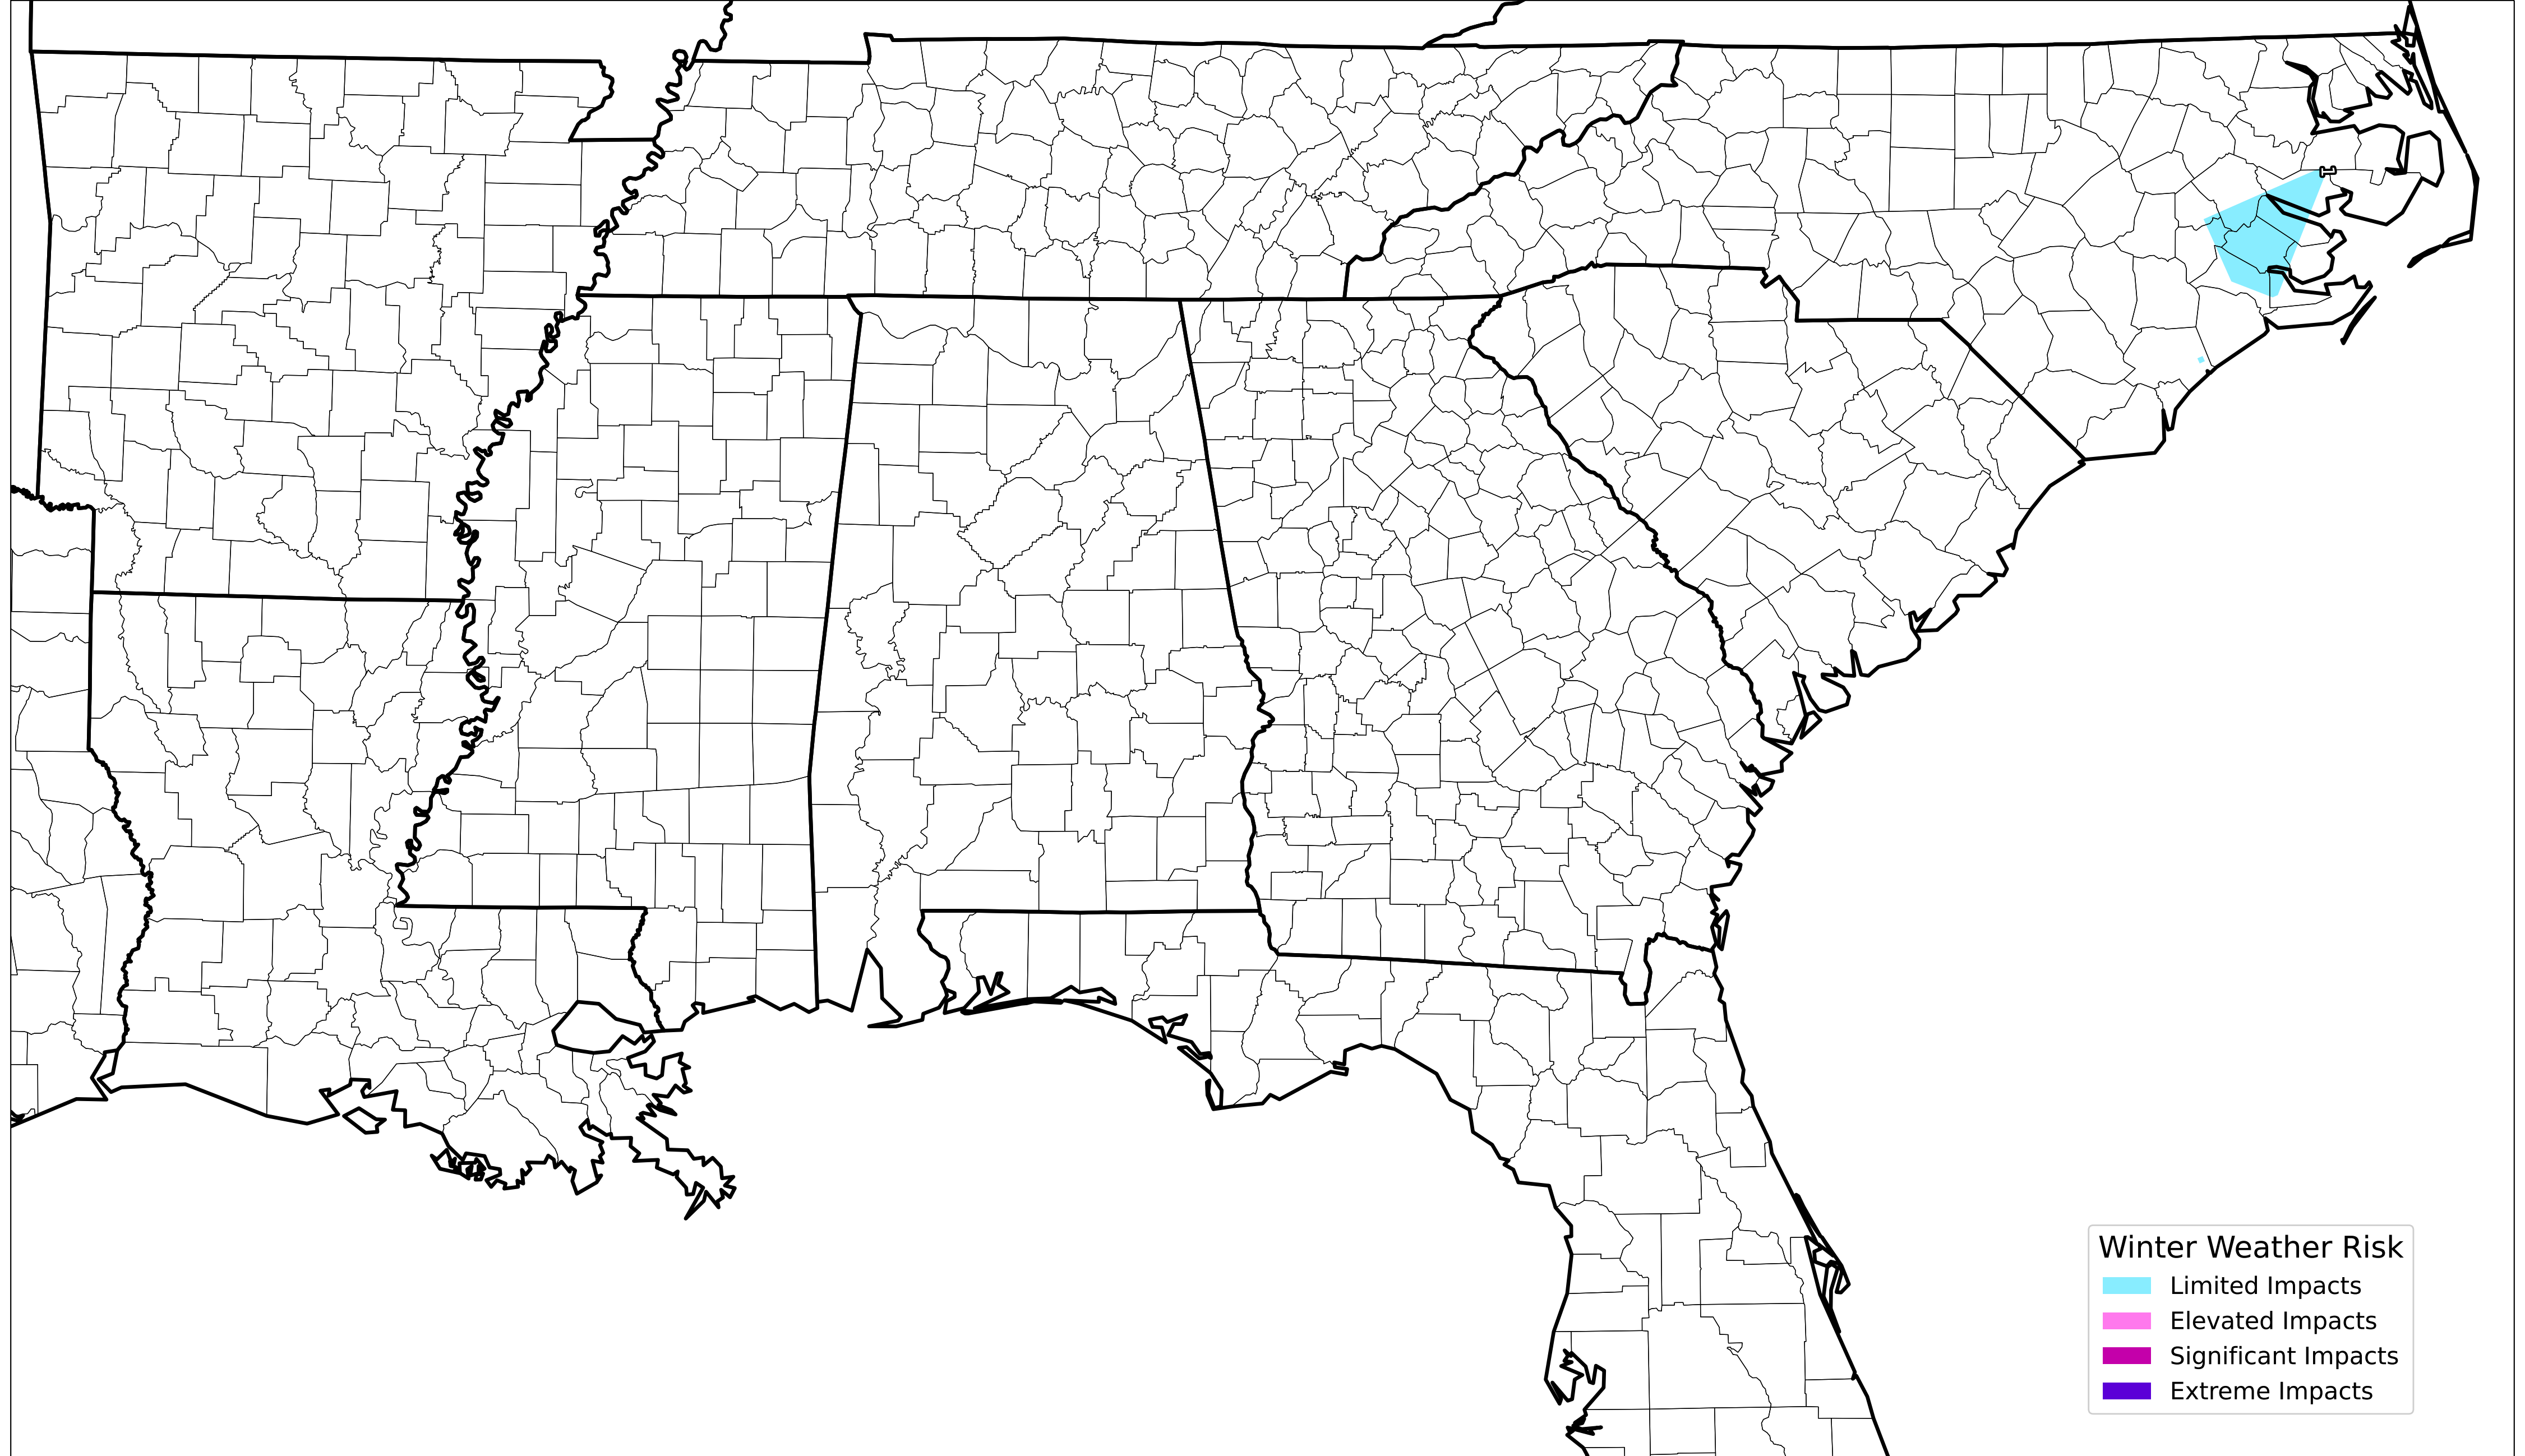 Winter Weather Risk
Limited Impacts
Elevated Impacts
Significant Impacts
Extreme Impacts